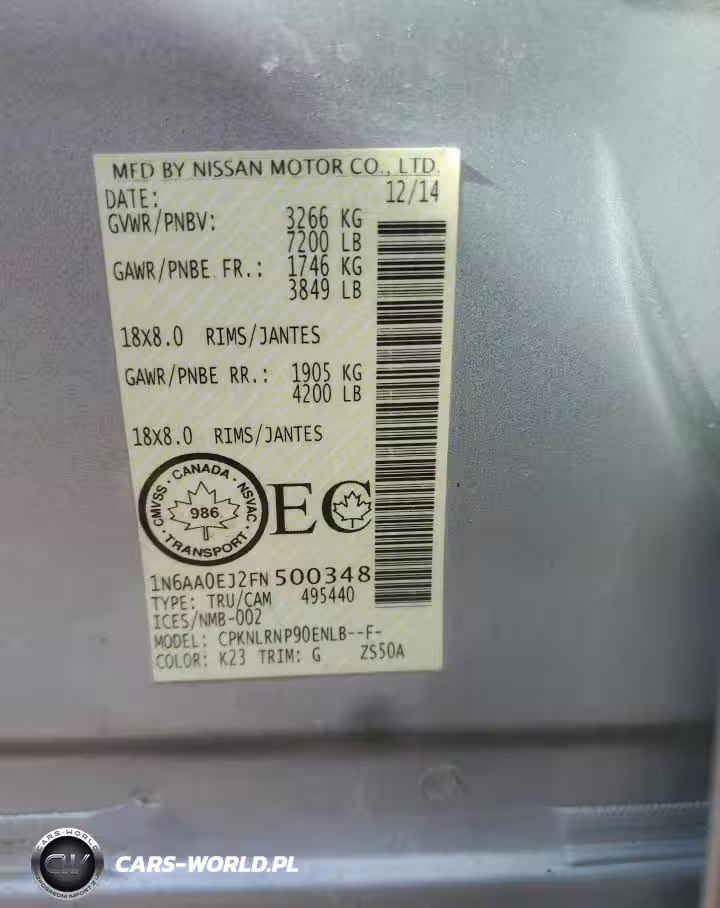 MFD BY NISSAN MOTOR CO., LTD.
DATE: 12/14
GVWR/PNBV: 3266 KG
7200 LB
GAWR/PNBE FR.: 1746 KG
3849 LB
18X8.0 RIMS/JANTES
GAWR/PNBE RR.: 1905 KG
4200 LB
18X8.0 RIMS/JANTES
CMVSS · CANADA · NSVAC · TRANSPORT ·
986
EC
1N6AA0EJ2FN500348
TYPE: TRU/CAM 495440
ICES/NMB-002
MODEL: CPKNLRNP90ENLB--F-
COLOR: K23 TRIM: G ZS50A
CARS-WORLD
CW
CARS-WORLD.PL